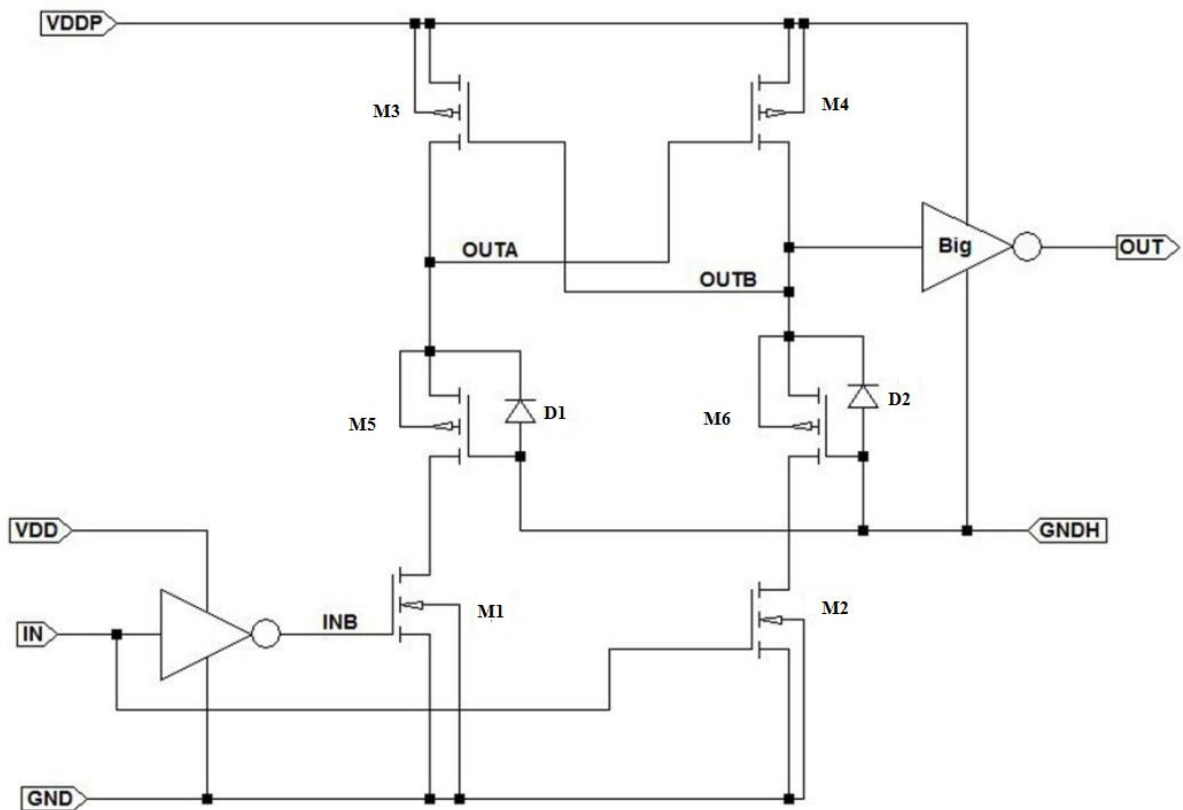 VDDP
M3
M4
OUTA
Big
OUT
OUTB
M5
D1
M6
D2
VDD
GNDH
IN
INB
M1
M2
GND